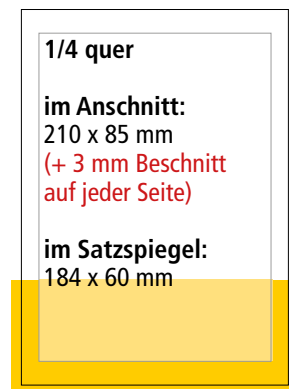 1/4 quer
im Anschnitt:
210 x 85 mm
(+ 3 mm Beschnitt
auf jeder Seite)
im Satzspiegel:
184 x 60 mm